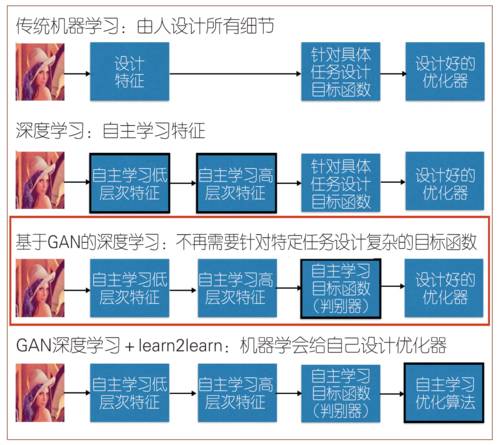 传统机器学习：由人设计所有细节
设计
特征
针对具体
任务设计
目标函数
设计好的
优化器
深度学习：自主学习特征
自主学习低
层次特征
自主学习高
层次特征
针对具体
任务设计
目标函数
设计好的
优化器
基于GAN的深度学习：不再需要针对特定任务设计复杂的目标函数
自主学习低
层次特征
自主学习高
层次特征
自主学习
目标函数
（判别器）
设计好的
优化器
GAN深度学习+learn2learn：机器学会给自己设计优化器
自主学习低
层次特征
自主学习高
层次特征
自主学习
目标函数
（判别器）
自主学习
优化算法